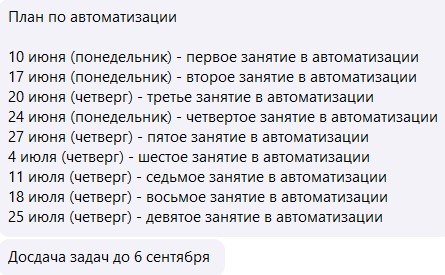 План по автоматизации
10 июня (понедельник) - первое занятие в автоматизации
17 июня (понедельник) - второе занятие в автоматизации
20 июня (четверг) - третье занятие в автоматизации
24 июня (понедельник) - четвертое занятие в автоматизации
27 июня (четверг) - пятое занятие в автоматизации
4 июля (четверг) - шестое занятие в автоматизации
11 июля (четверг) - седьмое занятие в автоматизации
18 июля (четверг) - восьмое занятие в автоматизации
25 июля (четверг) - девятое занятие в автоматизации
Досдача задач до 6 сентября